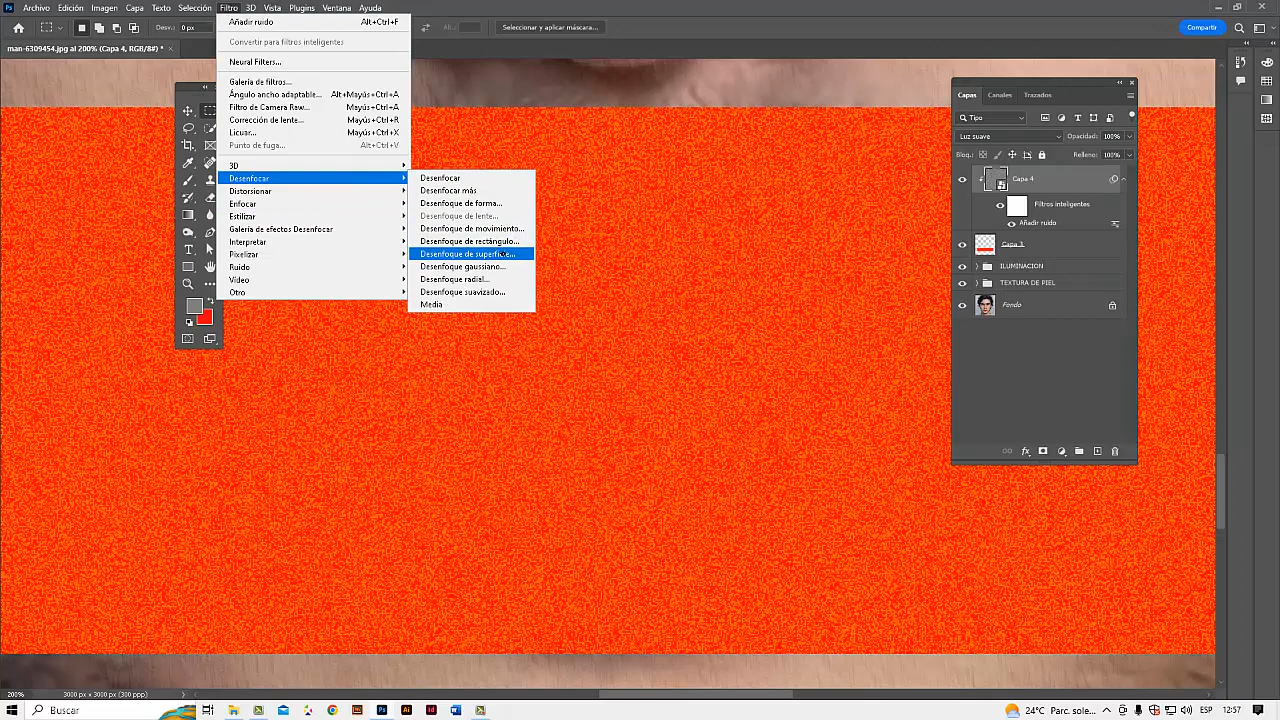 Archivo Edición Imagen Capa Texto Selección Filtro 3D Vista Plugins Ventana Ayuda
Desv.: 0 px
Seleccionar y aplicar máscara...
Compartir
man-6309454.jpg al 200% (Capa 4, RGB/8#) *
Añadir ruido Alt+Ctrl+F
Convertir para filtros inteligentes
Neural Filters...
Galería de filtros...
Ángulo ancho adaptable... Alt+Mayús+Ctrl+A
Filtro de Camera Raw... Mayús+Ctrl+A
Corrección de lente... Mayús+Ctrl+R
Licuar... Mayús+Ctrl+X
Punto de fuga... Alt+Ctrl+V
3D
Desenfocar
Distorsionar
Enfocar
Estilizar
Galería de efectos Desenfocar
Interpretar
Pixelizar
Ruido
Vídeo
Otro
Desenfocar
Desenfocar más
Desenfoque de forma...
Desenfoque de lente...
Desenfoque de movimiento...
Desenfoque de rectángulo...
Desenfoque de superficie...
Desenfoque gaussiano...
Desenfoque radial...
Desenfoque suavizado...
Media
Capas Canales Trazados
Tipo
Luz suave Opacidad: 100%
Bloq.: Relleno: 100%
Capa 4
Filtros inteligentes
Añadir ruido
Capa 3
ILUMINACION
TEXTURA DE PIEL
Fondo
200% 3000 px x 3000 px (300 ppp)
Buscar
24°C Parc. sole... ESP 12:57